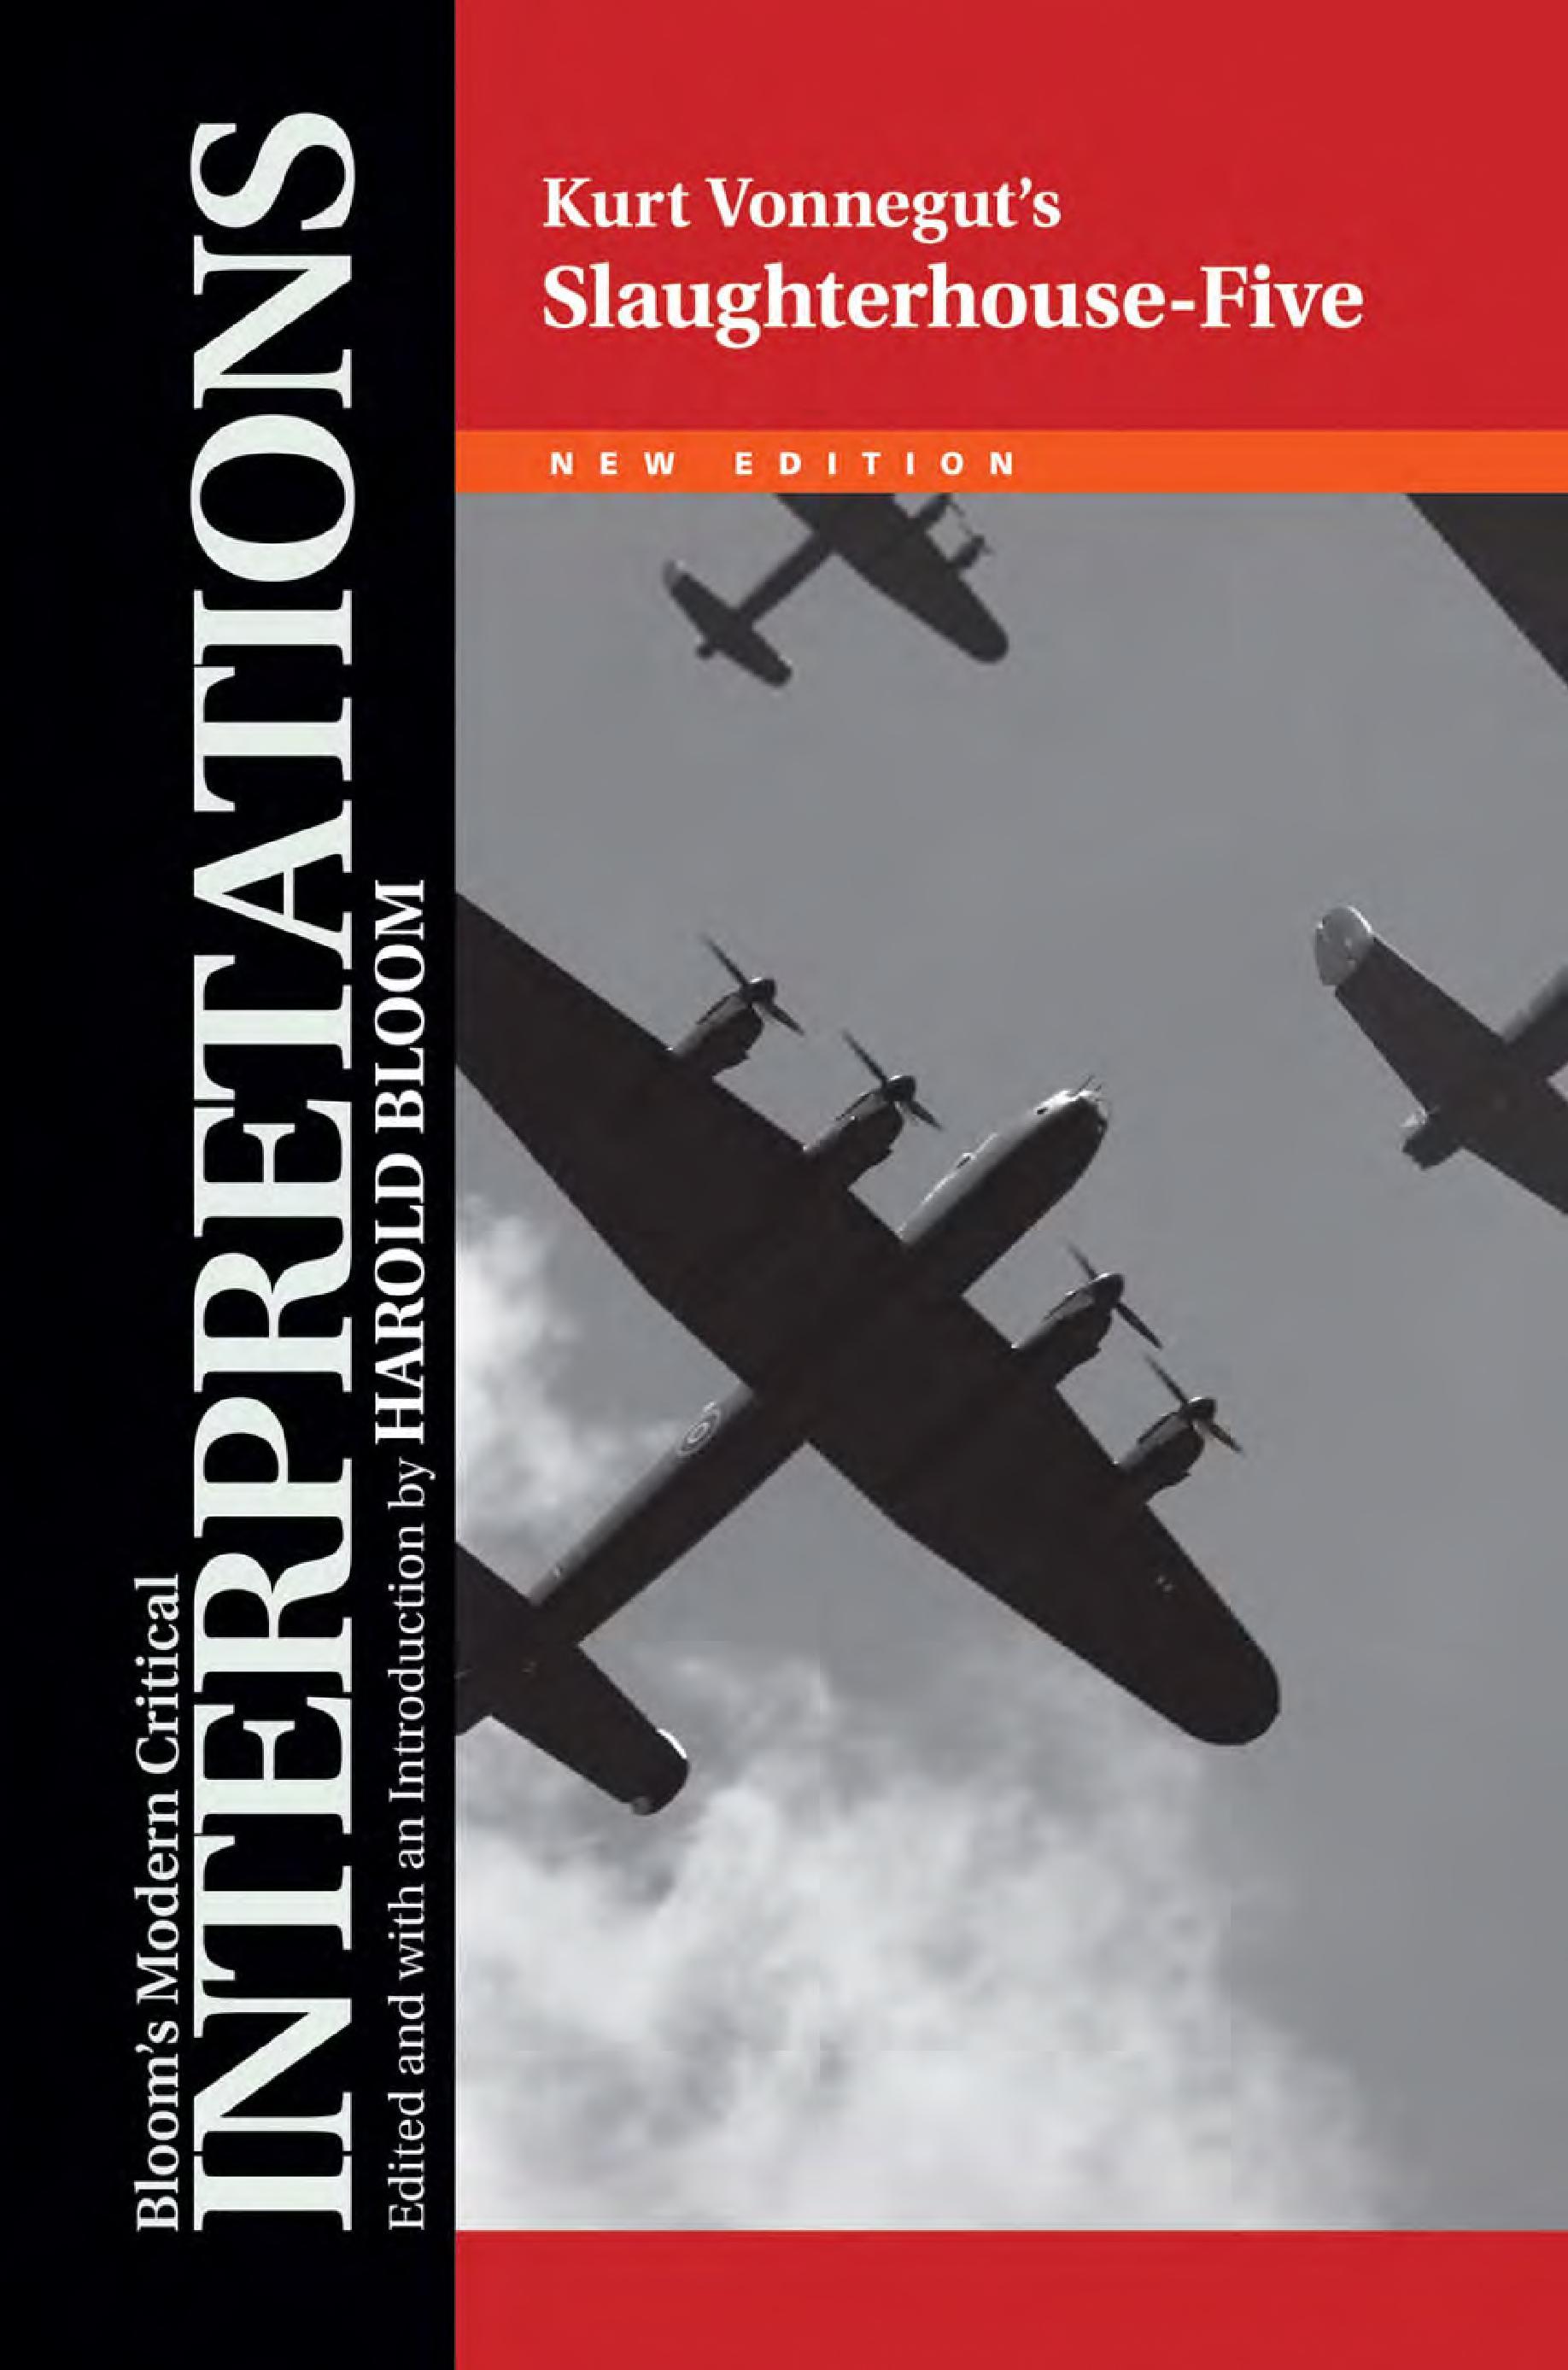 Bloom's Modern Critical
INTERPRETATIONS
Edited and with an Introduction by HAROLD BLOOM
Kurt Vonnegut’s
Slaughterhouse-Five
NEW EDITION